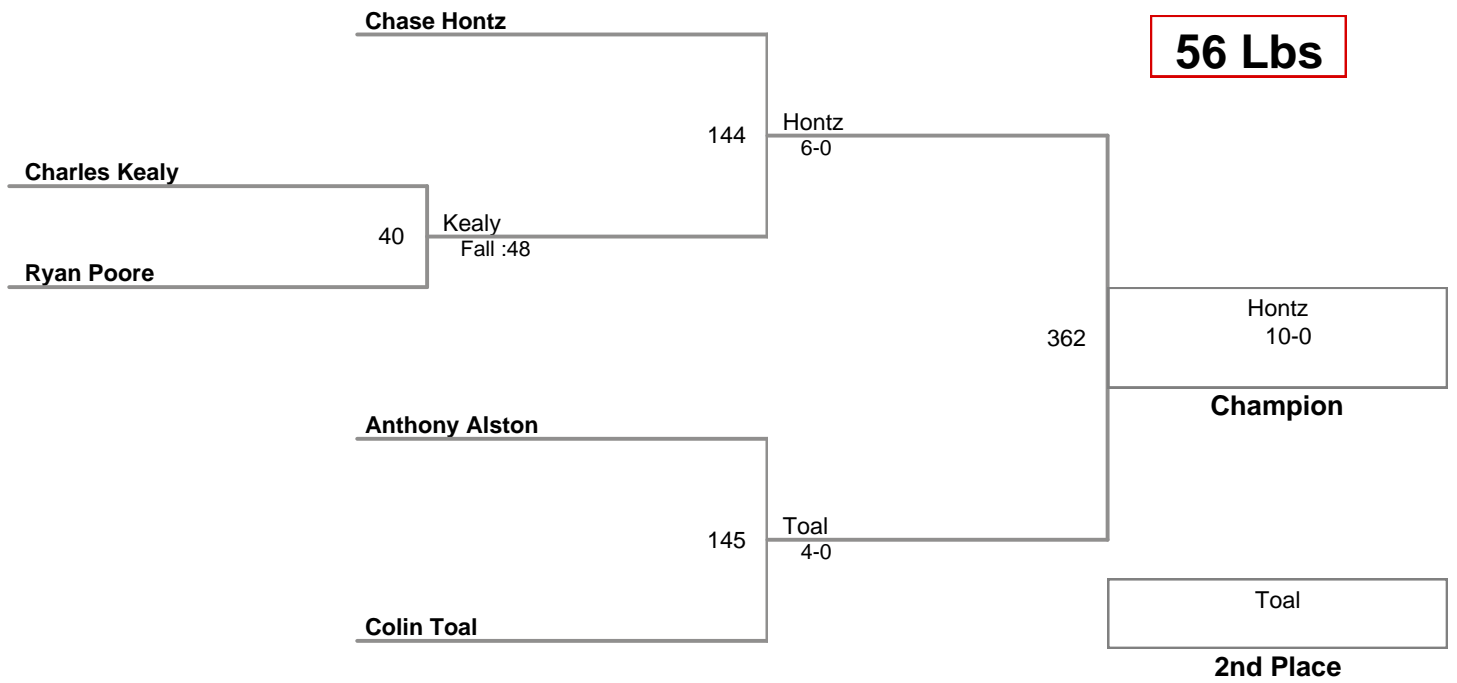 Chase Hontz
56 Lbs
144
Hontz
6-0
Charles Kealy
40
Kealy
Fall :48
Ryan Poore
362
Hontz
10-0
Champion
Anthony Alston
145
Toal
4-0
Colin Toal
Toal
2nd Place